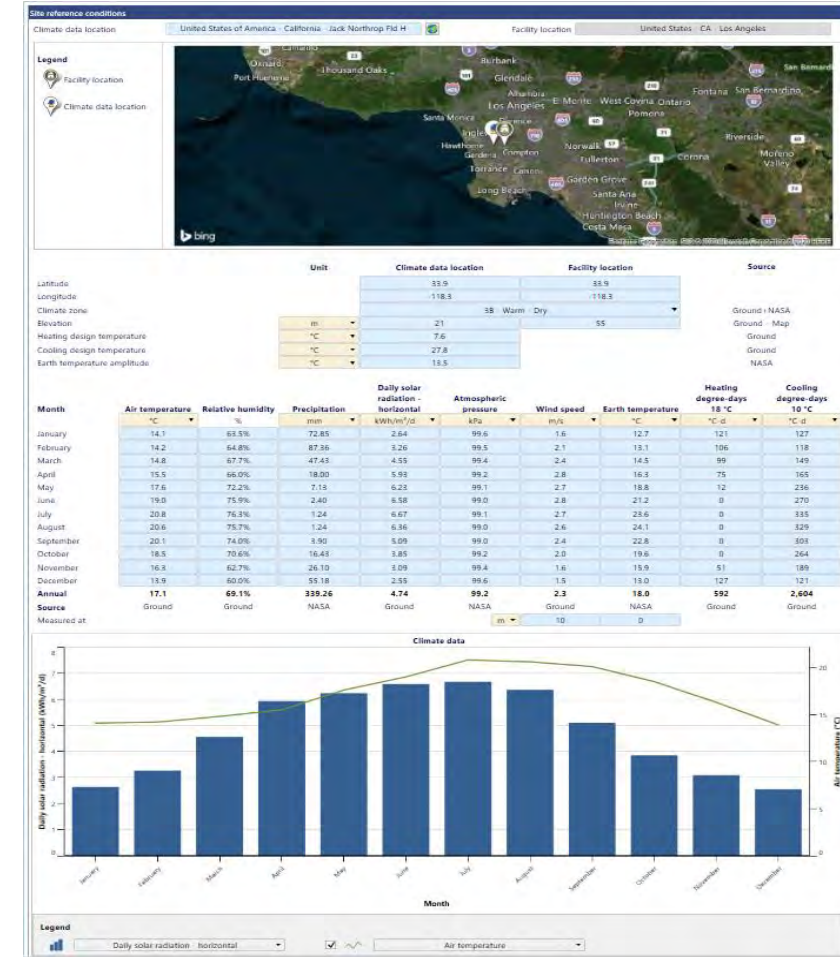 Site reference conditions
Climate data location United States of America - California - Jack Northrop Fld H Facility location United States - CA - Los Angeles
Legend
Facility location
Climate data location
Camarillo
Oxnard
Port Hueneme
Thousand Oaks
Burbank
Glendale
Alhambra
Los Angeles El Monte West Covina Ontario
Pomona
Fontana San Bernardino
San Bernard
Santa Monica
Florence
Hawthorne
Gardena Compton
Norwalk
Fullerton
Corona
Riverside
Moreno
Valley
Torrance Carson
Long Beach
Garden Grove
Santa Ana
Irvine
Huntington Beach
Costa Mesa
bing
Unit Climate data location Facility location Source
Latitude 33.9 33.9
Longitude -118.3 -118.3
Climate zone 3B - Warm - Dry Ground+NASA
Elevation m 21 55 Ground - Map
Heating design temperature °C 7.6 Ground
Cooling design temperature °C 27.8 Ground
Earth temperature amplitude °C 13.5 NASA
Month Air temperature Relative humidity Precipitation Daily solar radiation - horizontal Atmospheric pressure Wind speed Earth temperature Heating degree-days 18 °C Cooling degree-days 10 °C
°C % mm kWh/m²/d kPa m/s °C °C-d °C-d
January 14.1 63.5% 72.85 2.64 99.6 1.6 12.7 121 127
February 14.2 64.8% 87.36 3.26 99.5 2.1 13.1 106 118
March 14.8 67.7% 47.43 4.55 99.4 2.4 14.5 99 149
April 15.5 66.0% 18.00 5.93 99.2 2.8 16.3 75 165
May 17.6 72.2% 7.13 6.23 99.1 2.7 18.8 12 236
June 19.0 75.9% 2.40 6.58 99.0 2.8 21.2 0 270
July 20.8 76.3% 1.24 6.67 99.1 2.7 23.6 0 335
August 20.6 75.7% 1.24 6.36 99.0 2.6 24.1 0 329
September 20.1 74.0% 3.90 5.09 99.0 2.4 22.8 0 303
October 18.5 70.6% 16.43 3.85 99.2 2.0 19.6 0 264
November 16.3 62.7% 26.10 3.09 99.4 1.6 15.9 51 189
December 13.9 60.0% 55.18 2.55 99.6 1.5 13.0 127 121
Annual 17.1 69.1% 339.26 4.74 99.2 2.3 18.0 592 2,604
Source Ground Ground NASA Ground NASA Ground NASA Ground Ground
Measured at m 10 0
Climate data
Daily solar radiation - horizontal (kWh/m²/d)
8
7
6
5
4
3
2
1
0
Air temperature (°C)
20
15
10
5
0
January February March April May June July August September October November December
Month
Legend
Daily solar radiation - horizontal Air temperature